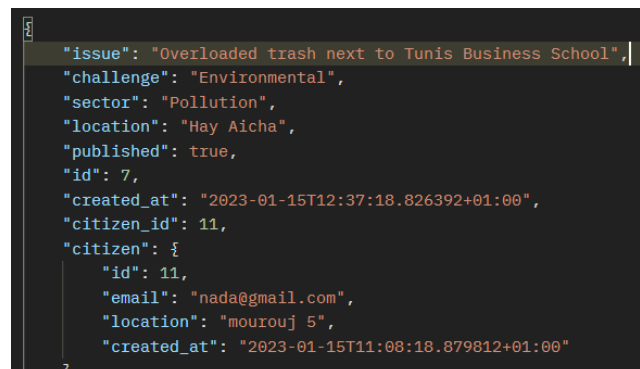 {
"issue": "Overloaded trash next to Tunis Business School",
"challenge": "Environmental",
"sector": "Pollution",
"location": "Hay Aicha",
"published": true,
"id": 7,
"created_at": "2023-01-15T12:37:18.826392+01:00",
"citizen_id": 11,
"citizen": {
"id": 11,
"email": "nada@gmail.com",
"location": "mourouj 5",
"created_at": "2023-01-15T11:08:18.879812+01:00"
}